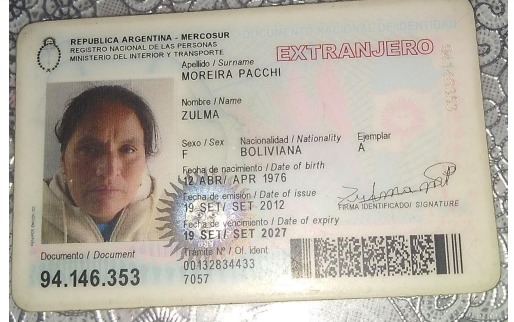 REPUBLICA ARGENTINA - MERCOSUR
REGISTRO NACIONAL DE LAS PERSONAS
MINISTERIO DEL INTERIOR Y TRANSPORTE
EXTRANJERO
Apellido / Surname
MOREIRA PACCHI
Nombre / Name
ZULMA
Sexo / Sex Nacionalidad / Nationality Ejemplar
F BOLIVIANA A
Fecha de nacimiento / Date of birth
12 ABR/ APR 1976
Fecha de emisión / Date of issue
19 SET/ SET 2012
FIRMA IDENTIFICADO/ SIGNATURE
Fecha de vencimiento / Date of expiry
19 SET/ SET 2027
Documento / Document
94.146.353
Trámite N° / Of. ident.
00132834433
7057